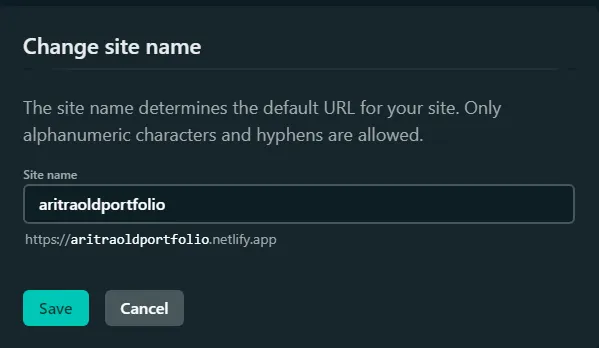 Change site name
The site name determines the default URL for your site. Only
alphanumeric characters and hyphens are allowed.
Site name
aritraoldportfolio
https://aritraoldportfolio.netlify.app
Save Cancel